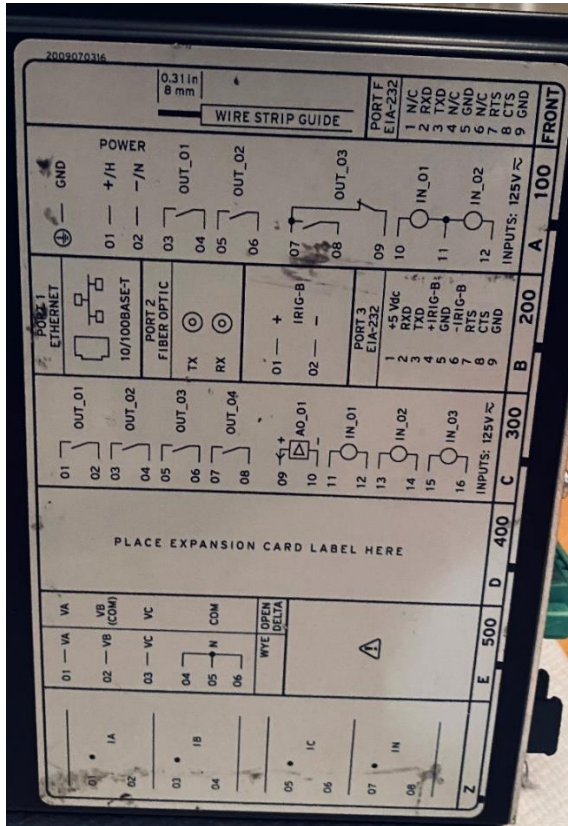 2009070316
0.31in
8 mm
WIRE STRIP GUIDE
PORT F
EIA-232
1 N/C
2 RXD
3 TXD
4 N/C
5 GND
6 N/C
7 RTS
8 CTS
9 GND
FRONT
GND
POWER
01 +/H
02 -/N
03
OUT_01
04
05
OUT_02
06
07
OUT_03
08
09
10
IN_01
11
IN_02
12
INPUTS: 125V
A 100
PORT 1
ETHERNET
10/100BASE-T
PORT 2
FIBER OPTIC
TX
RX
01 +
IRIG-B
02 -
PORT 3
EIA-232
1 +5 Vdc
2 RXD
3 TXD
4 +IRIG-B
5 GND
6 -IRIG-B
7 RTS
8 CTS
9 GND
B 200
01
OUT_01
02
03
OUT_02
04
05
OUT_03
06
07
OUT_04
08
09 +
AO_01
10 -
11
IN_01
12
13
IN_02
14
15
IN_03
16
INPUTS: 125V
C 300
PLACE EXPANSION CARD LABEL HERE
D 400
01 VA VA
02 VB VB
(COM)
03 VC VC
04
05 N COM
06
WYE OPEN
DELTA
E 500
01
IA
02
03
IB
04
05
IC
06
07
IN
08
Z